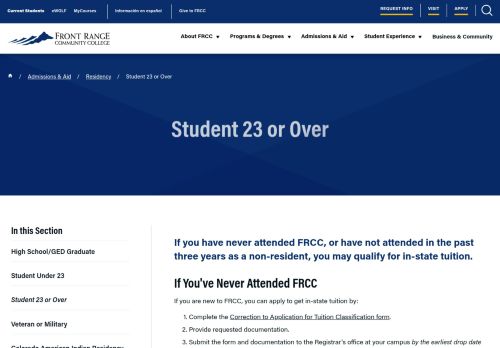 Current Students eWOLF MyCourses Información en español Give to FRCC REQUEST INFO VISIT APPLY
FRONT RANGE
COMMUNITY COLLEGE
About FRCC Programs & Degrees Admissions & Aid Student Experience Business & Community
/ Admissions & Aid / Residency / Student 23 or Over
Student 23 or Over
In this Section
High School/GED Graduate
Student Under 23
Student 23 or Over
Veteran or Military
Colorado American Indian Residency
If you have never attended FRCC, or have not attended in the past
three years as a non-resident, you may qualify for in-state tuition.
If You've Never Attended FRCC
If you are new to FRCC, you can apply to get in-state tuition by:
1. Complete the Correction to Application for Tuition Classification form.
2. Provide requested documentation.
3. Submit the form and documentation to the Registrar's office at your campus by the earliest drop date